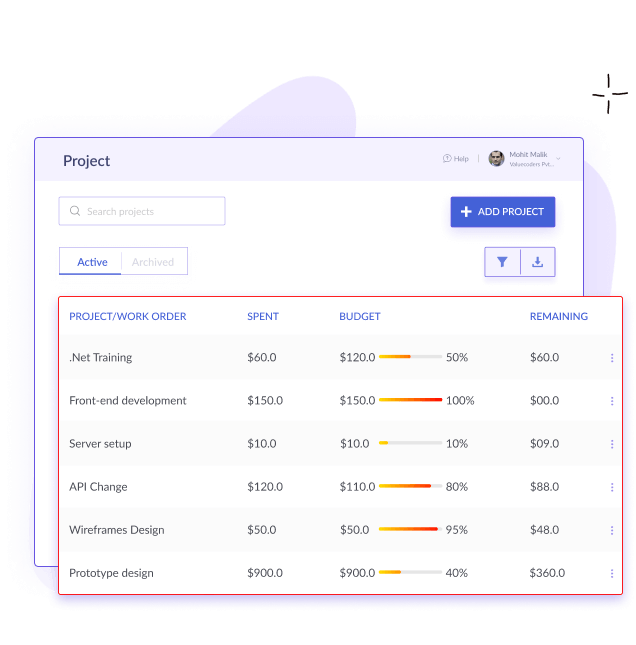 Project
Help
Mohit Malik
Valuecoders Pvt...
Search projects
ADD PROJECT
Active Archived
PROJECT/WORK ORDER SPENT BUDGET REMAINING
.Net Training $60.0 $120.0 50% $60.0
Front-end development $150.0 $150.0 100% $00.0
Server setup $10.0 $10.0 10% $09.0
API Change $120.0 $110.0 80% $88.0
Wireframes Design $50.0 $50.0 95% $48.0
Prototype design $900.0 $900.0 40% $360.0